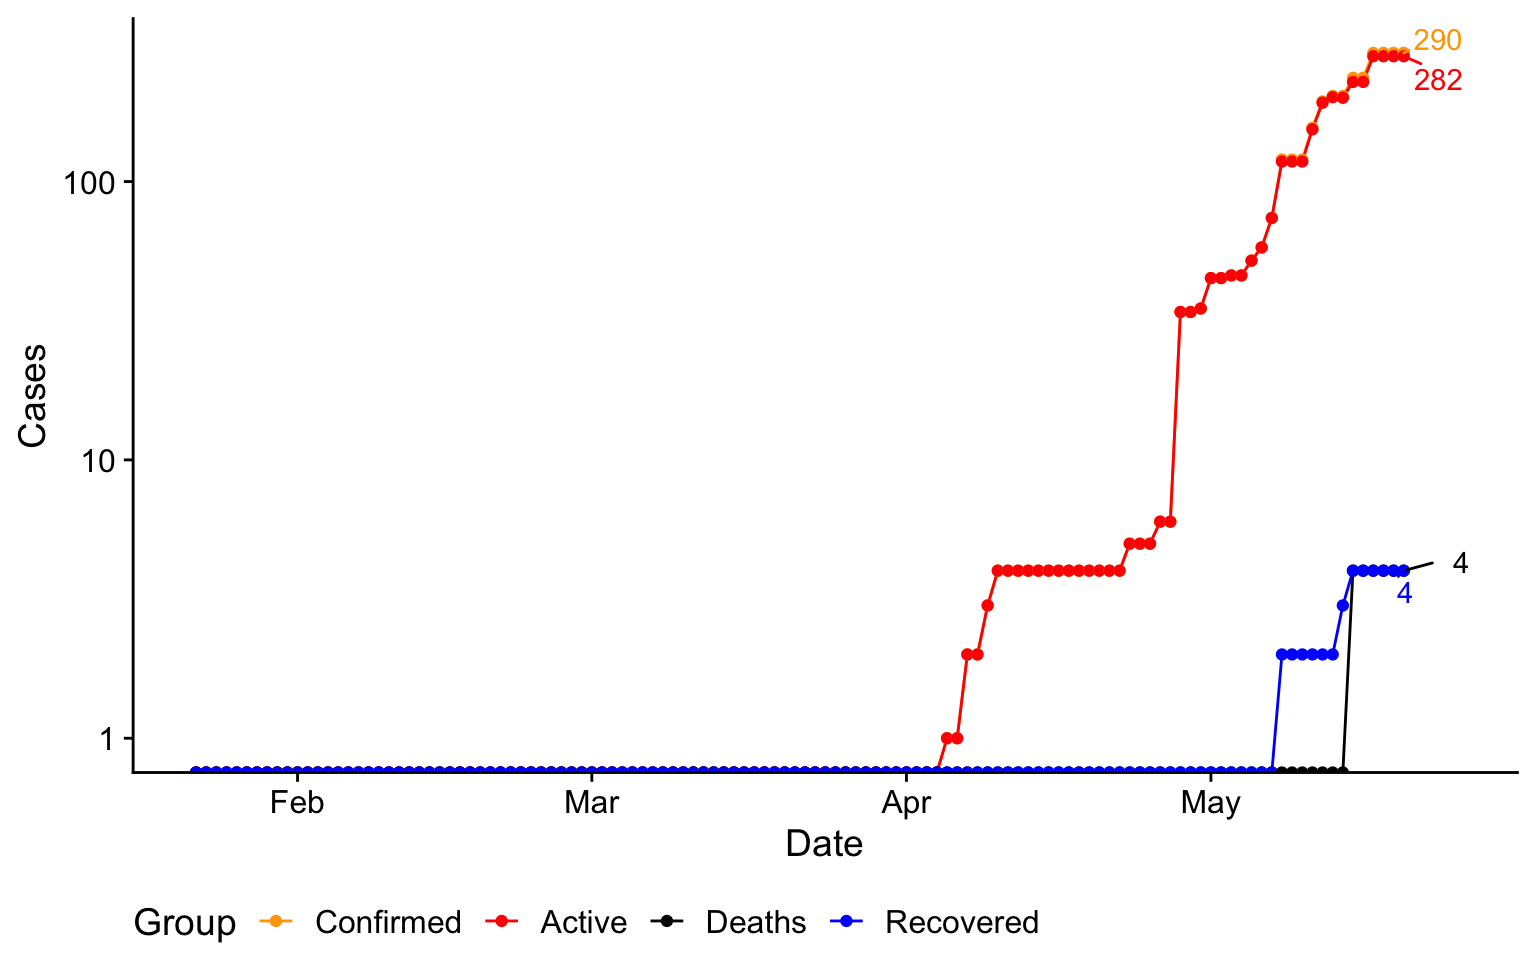 290
282
100
Cases
10
4
4
1
Feb Mar Apr May
Date
Group Confirmed Active Deaths Recovered